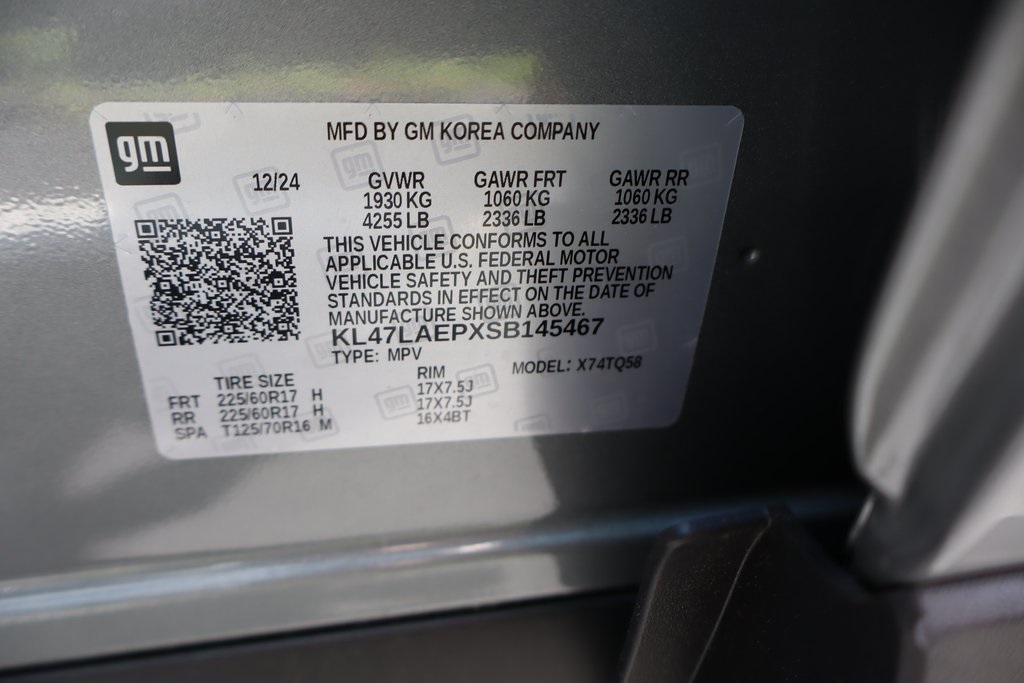 gm
MFD BY GM KOREA COMPANY
12/24 GVWR GAWR FRT GAWR RR
1930 KG 1060 KG 1060 KG
4255 LB 2336 LB 2336 LB
THIS VEHICLE CONFORMS TO ALL
APPLICABLE U.S. FEDERAL MOTOR
VEHICLE SAFETY AND THEFT PREVENTION
STANDARDS IN EFFECT ON THE DATE OF
MANUFACTURE SHOWN ABOVE.
KL47LAEPXSB145467
TYPE: MPV MODEL: X74TQ58
TIRE SIZE RIM
FRT 225/60R17 H 17X7.5J
RR 225/60R17 H 17X7.5J
SPA T125/70R16 M 16X4BT